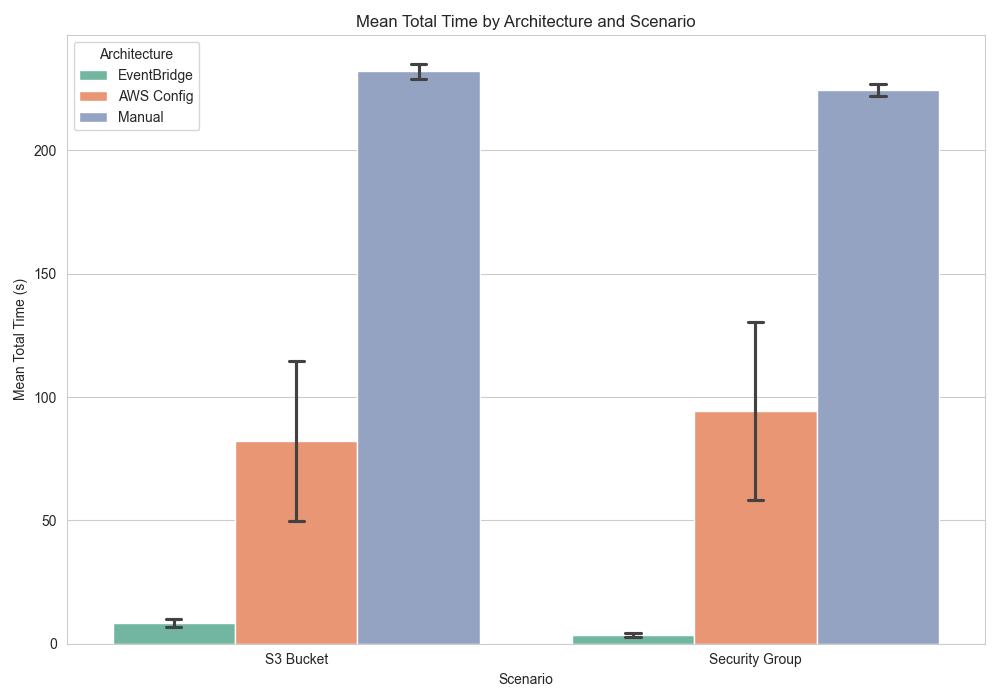 Mean Total Time by Architecture and Scenario
Architecture
EventBridge
AWS Config
Manual
Mean Total Time (s)
200
150
100
50
0
S3 Bucket
Security Group
Scenario